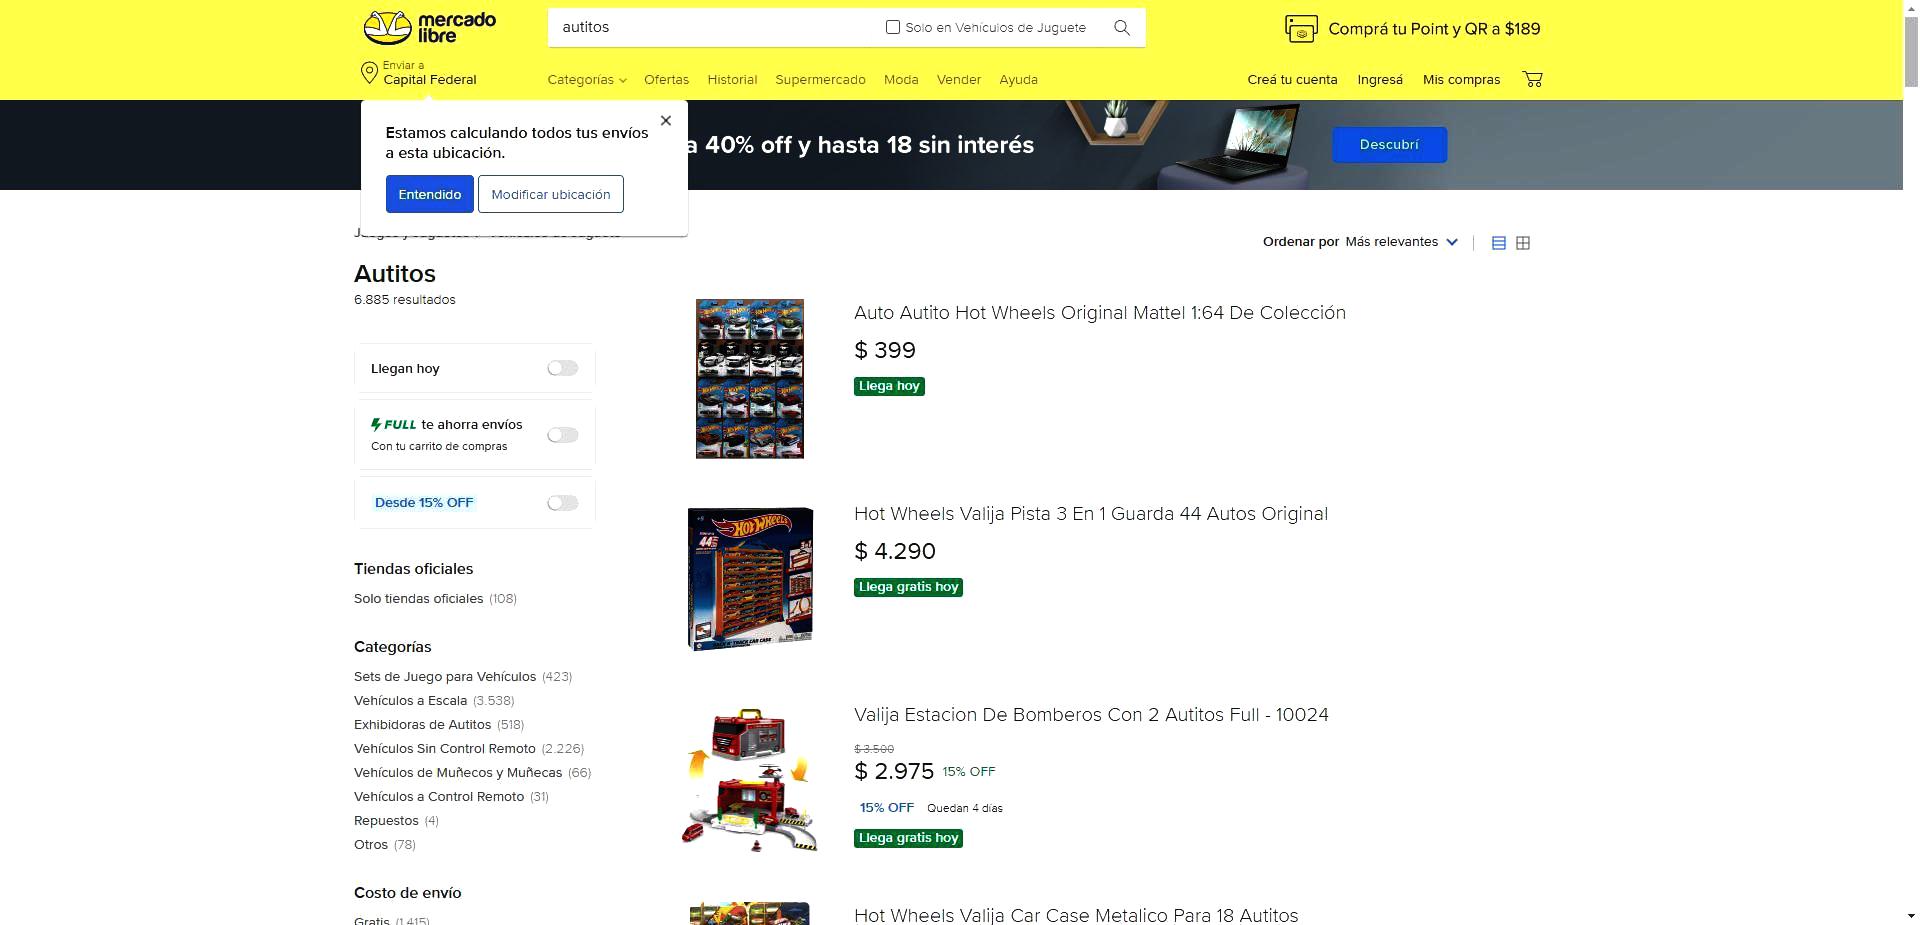 mercado
libre
autitos
Solo en Vehículos de Juguete
Comprá tu Point y QR a $189
Enviar a
Capital Federal
Categorías
Ofertas
Historial
Supermercado
Moda
Vender
Ayuda
Creá tu cuenta
Ingresá
Mis compras
Estamos calculando todos tus envíos
a esta ubicación.
Entendido
Modificar ubicación
a 40% off y hasta 18 sin interés
Descubrí
Ordenar por Más relevantes
Autitos
6.885 resultados
Llegan hoy
FULL te ahorra envíos
Con tu carrito de compras
Desde 15% OFF
Tiendas oficiales
Solo tiendas oficiales (108)
Categorías
Sets de Juego para Vehículos (423)
Vehículos a Escala (3.538)
Exhibidoras de Autitos (518)
Vehículos Sin Control Remoto (2.226)
Vehículos de Muñecos y Muñecas (66)
Vehículos a Control Remoto (31)
Repuestos (4)
Otros (78)
Costo de envío
Gratis (1.415)
Auto Autito Hot Wheels Original Mattel 1:64 De Colección
$ 399
Llega hoy
HOT WHEELS
44
Hot Wheels Valija Pista 3 En 1 Guarda 44 Autos Original
$ 4.290
Llega gratis hoy
Valija Estacion De Bomberos Con 2 Autitos Full - 10024
$ 3.500
$ 2.975 15% OFF
15% OFF Quedan 4 días
Llega gratis hoy
Hot Wheels Valija Car Case Metalico Para 18 Autitos